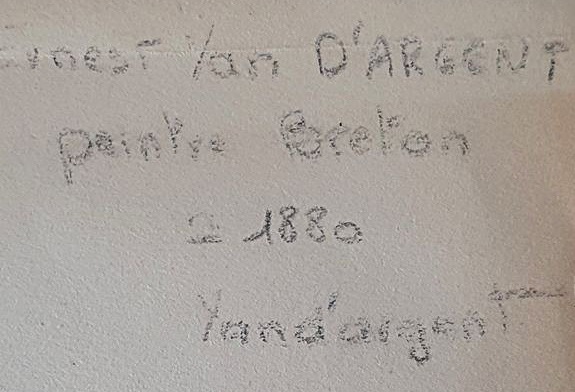 Ernest Yan D'ARGENT
peintre Breton
1880
Yand'argent